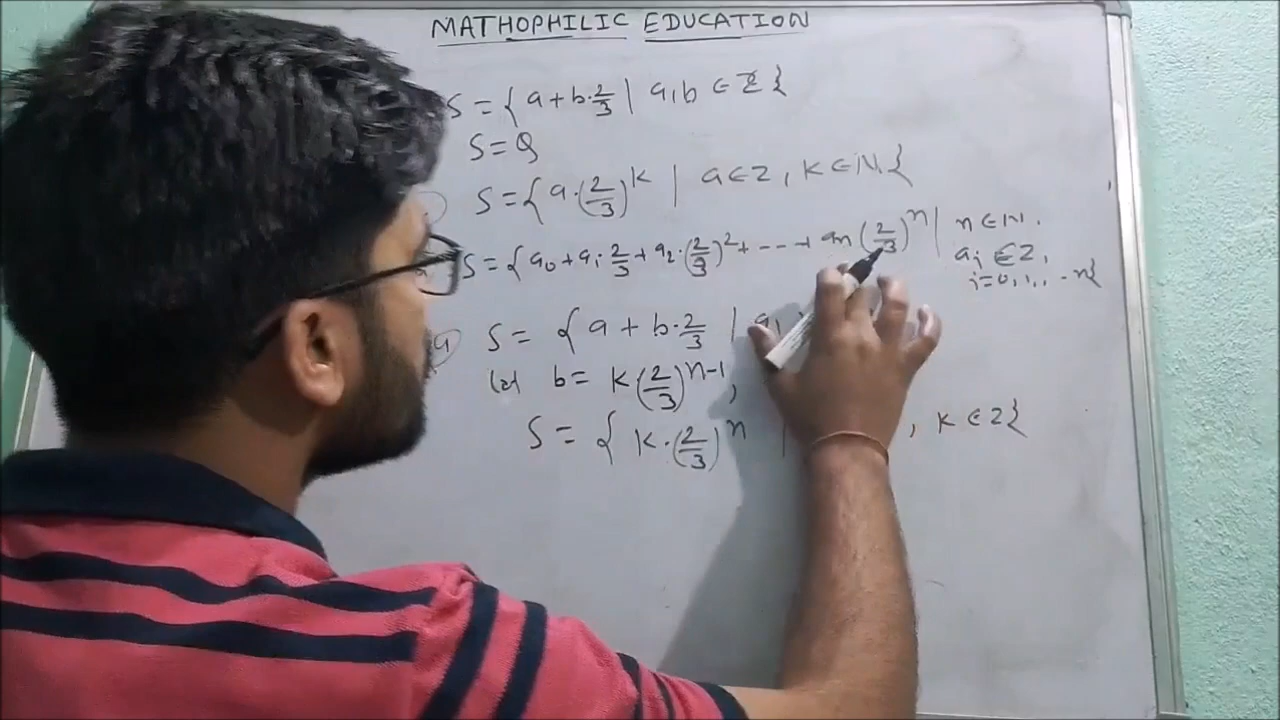 MATHOPHILIC EDUCATION
S = { a + b · 2/3 | a, b ∈ Z }
S = Q
S = { a · (2/3)^k | a ∈ Z, k ∈ N }
S = { a₀ + a₁ · 2/3 + a₂ · (2/3)² + --- + aₙ (2/3)ⁿ | n ∈ N.
aᵢ ∈ Z,
i = 0, 1, .. - n }
S = { a + b · 2/3 | a,
b = k (2/3)^n-1,
S = { k · (2/3)^n | , k ∈ Z }